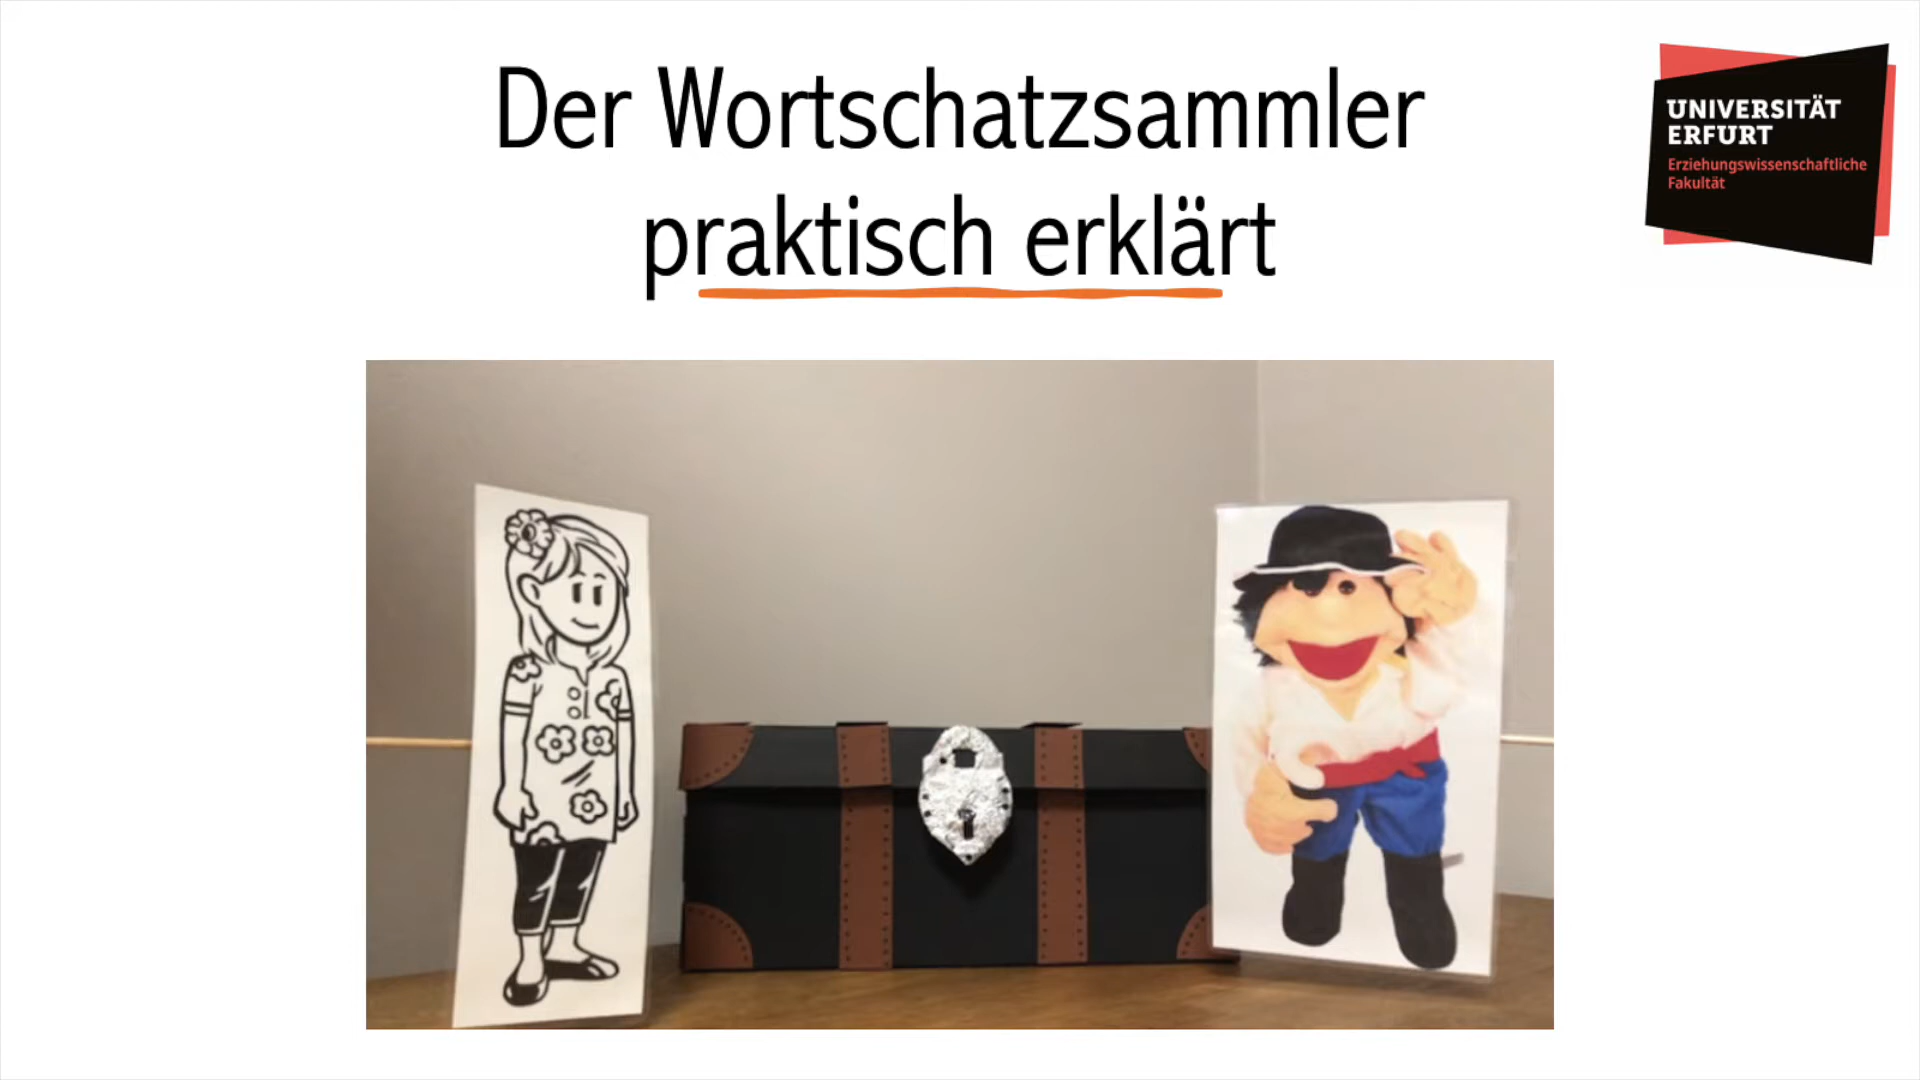 Der Wortschatzsammler
praktisch erklärt
UNIVERSITÄT
ERFURT
Erziehungswissenschaftliche
Fakultät